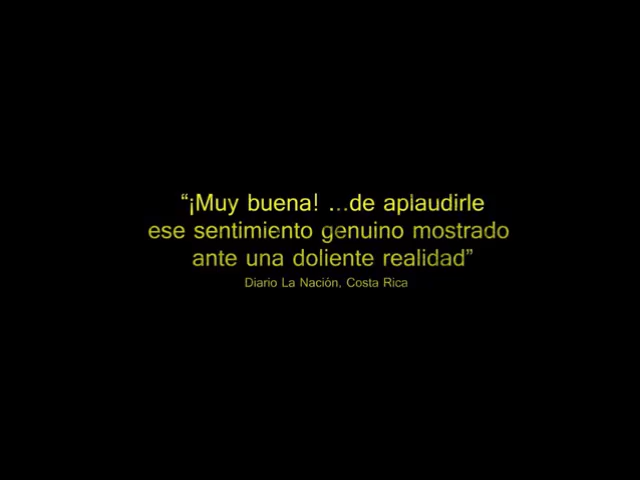 “¡Muy buena! ...de aplaudirle
ese sentimiento genuino mostrado
ante una doliente realidad”
Diario La Nación, Costa Rica